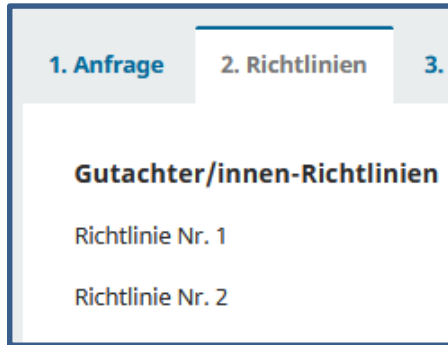 1. Anfrage 2. Richtlinien 3.
Gutachter/innen-Richtlinien
Richtlinie Nr. 1
Richtlinie Nr. 2